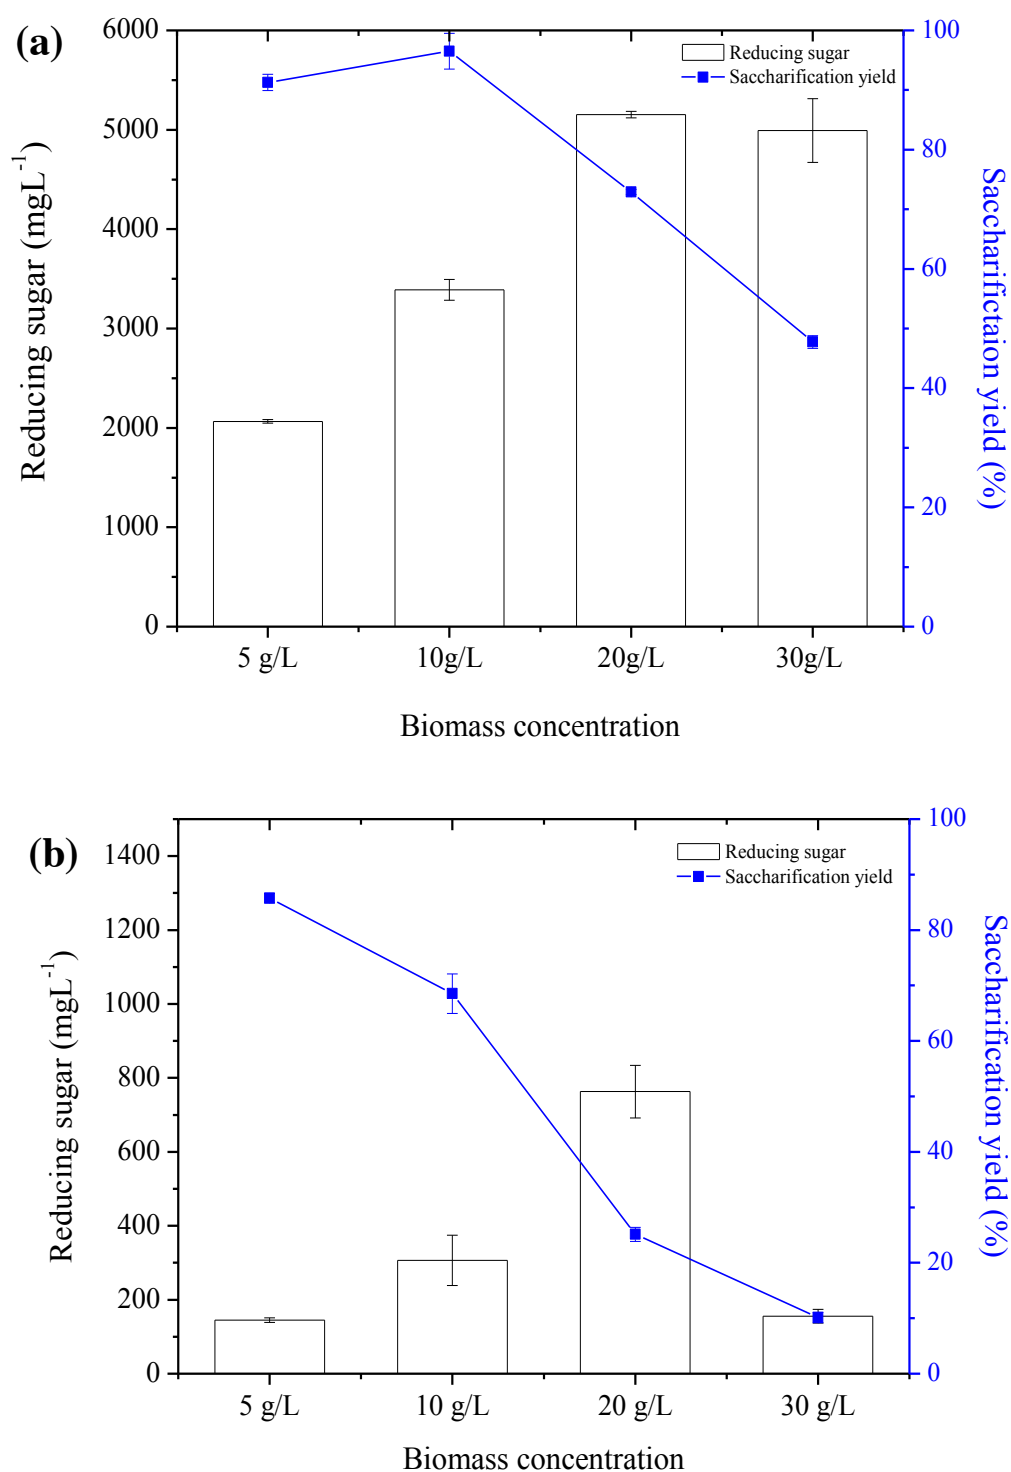 (a)
Reducing sugar
Saccharification yield
6000
5000
4000
3000
2000
1000
0
Reducing sugar (mgL-1)
100
80
60
40
20
0
Saccharifictaion yield (%)
5 g/L 10g/L 20g/L 30g/L
Biomass concentration
(b)
Reducing sugar
Saccharification yield
1400
1200
1000
800
600
400
200
0
Reducing sugar (mgL-1)
100
80
60
40
20
0
Saccharification yield (%)
5 g/L 10 g/L 20 g/L 30 g/L
Biomass concentration